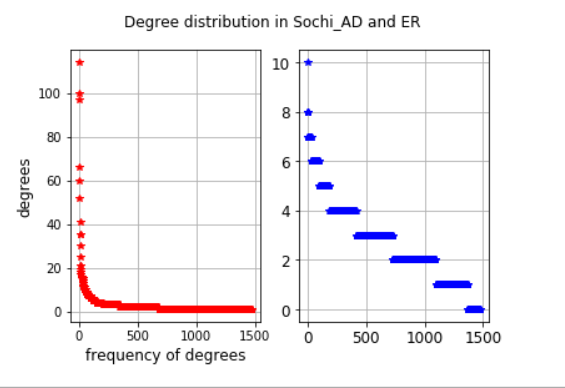 Degree distribution in Sochi_AD and ER
degrees
100
80
60
40
20
0
0 500 1000 1500
frequency of degrees
10
8
6
4
2
0
0 500 1000 1500